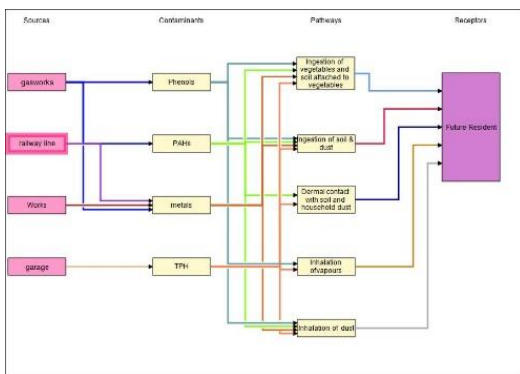 Sources Contaminants Pathways Receptors
gasworks
railway line
Works
garage
Phenols
PAHs
metals
TPH
Ingestion of
vegetables and
soil attached to
vegetables
Ingestion of soil &
dust
Dermal contact
with soil and
household dust
Inhalation
ofvapours
Inhalation of dust
Future Resident